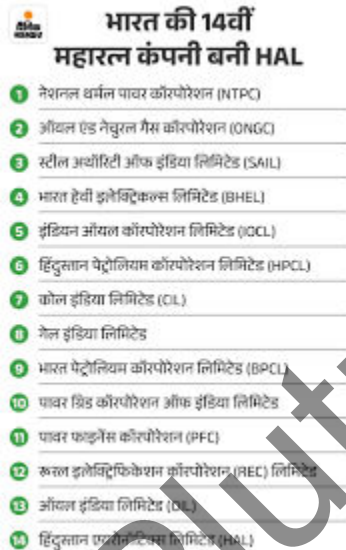 दैनिक भास्कर
भारत की 14वीं
महारत्न कंपनी बनी HAL
1 नेशनल थर्मल पावर कॉरपोरेशन (NTPC)
2 ऑयल एंड नेचुरल गैस कॉरपोरेशन (ONGC)
3 स्टील अथॉरिटी ऑफ इंडिया लिमिटेड (SAIL)
4 भारत हेवी इलेक्ट्रिकल्स लिमिटेड (BHEL)
5 इंडियन ऑयल कॉरपोरेशन लिमिटेड (IOCL)
6 हिंदुस्तान पेट्रोलियम कॉरपोरेशन लिमिटेड (HPCL)
7 कोल इंडिया लिमिटेड (CIL)
8 गेल इंडिया लिमिटेड
9 भारत पेट्रोलियम कॉरपोरेशन लिमिटेड (BPCL)
10 पावर ग्रिड कॉरपोरेशन ऑफ इंडिया लिमिटेड
11 पावर फाइनेंस कॉरपोरेशन (PFC)
12 रूरल इलेक्ट्रिफिकेशन कॉरपोरेशन (REC) लिमिटेड
13 ऑयल इंडिया लिमिटेड (OIL)
14 हिंदुस्तान एयरोनॉटिक्स लिमिटेड (HAL)